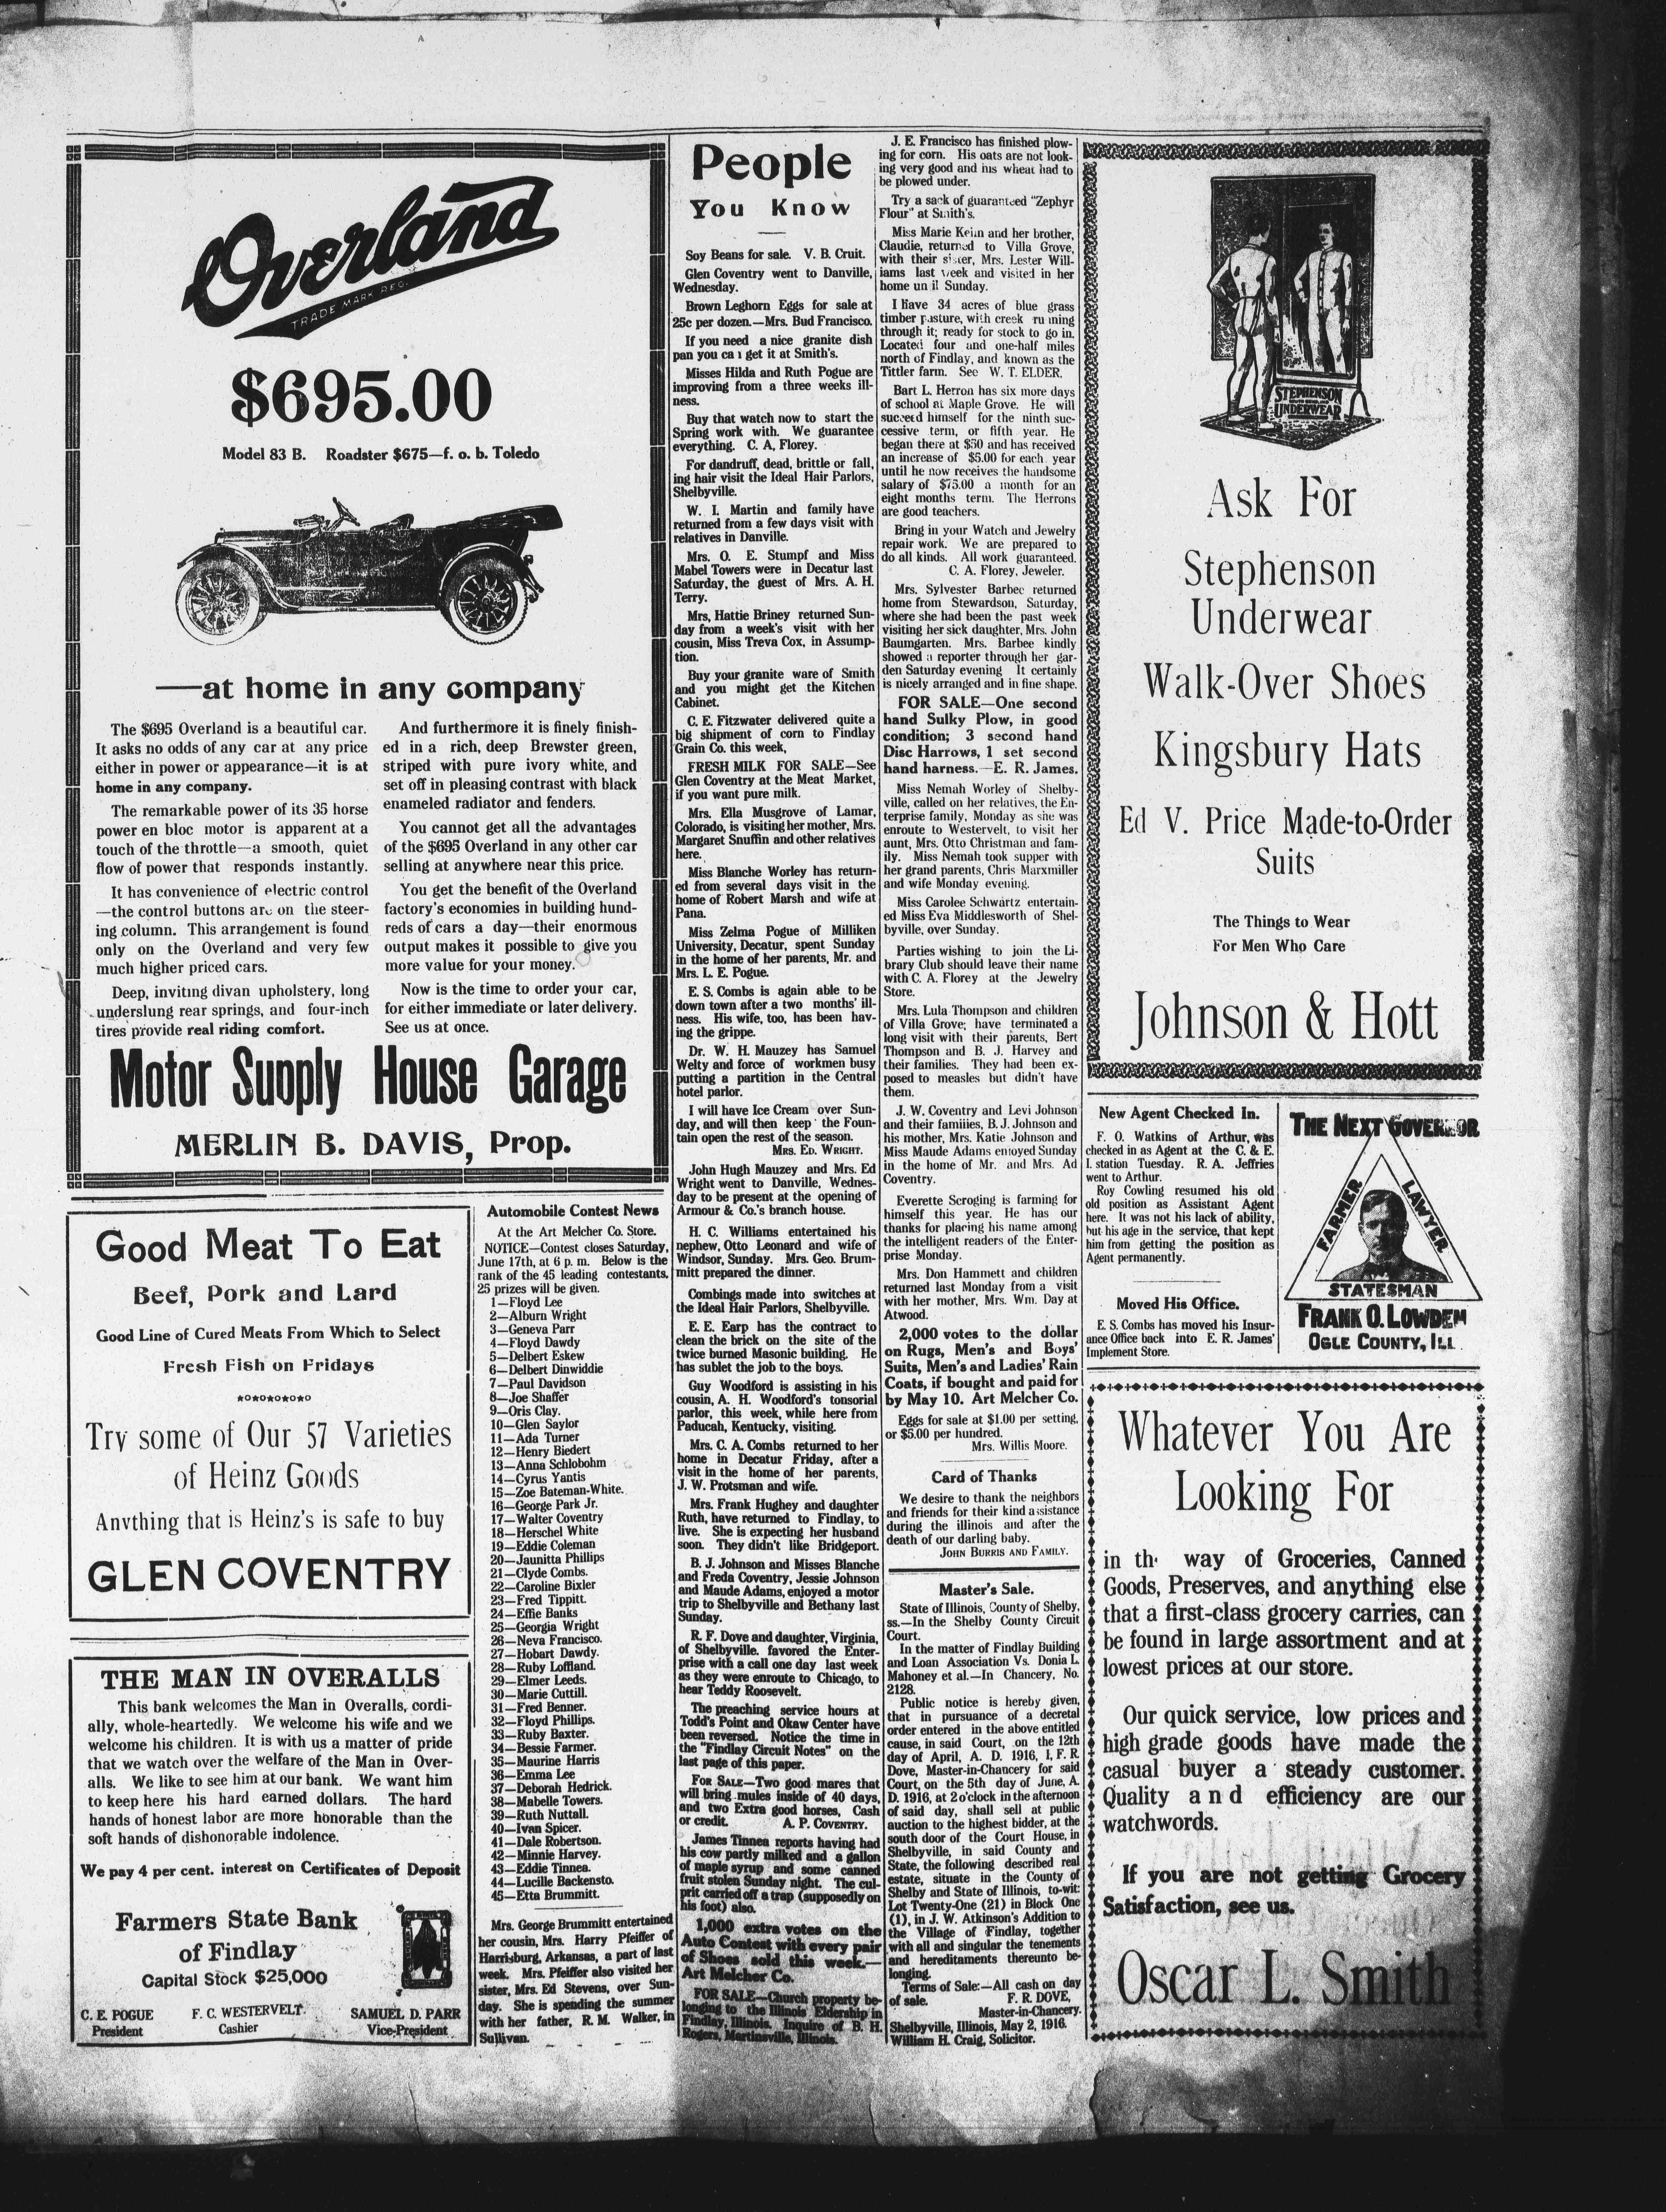 Overland
TRADE MARK REG.
$695.00
Model 83 B. Roadster $675—f. o. b. Toledo
—at home in any company
The $695 Overland is a beautiful car.
It asks no odds of any car at any price
either in power or appearance—it is at
home in any company.
The remarkable power of its 35 horse
power en bloc motor is apparent at a
touch of the throttle—a smooth, quiet
flow of power that responds instantly.
It has convenience of electric control
—the control buttons are on the steer-
ing column. This arrangement is found
only on the Overland and very few
much higher priced cars.
Deep, inviting divan upholstery, long
underslung rear springs, and four-inch
tires provide real riding comfort.
And furthermore it is finely finish-
ed in a rich, deep Brewster green,
striped with pure ivory white, and
set off in pleasing contrast with black
enameled radiator and fenders.
You cannot get all the advantages
of the $695 Overland in any other car
selling at anywhere near this price.
You get the benefit of the Overland
factory's economies in building hund-
reds of cars a day—their enormous
output makes it possible to give you
more value for your money.
Now is the time to order your car,
for either immediate or later delivery.
See us at once.
Motor Supply House Garage
MERLIN B. DAVIS, Prop.
Good Meat To Eat
Beef, Pork and Lard
Good Line of Cured Meats From Which to Select
Fresh Fish on Fridays
*o*o*o*o*o*o
Try some of Our 57 Varieties
of Heinz Goods
Anything that is Heinz's is safe to buy
GLEN COVENTRY
THE MAN IN OVERALLS
This bank welcomes the Man in Overalls, cordi-
ally, whole-heartedly. We welcome his wife and we
welcome his children. It is with us a matter of pride
that we watch over the welfare of the Man in Over-
alls. We like to see him at our bank. We want him
to keep here his hard earned dollars. The hard
hands of honest labor are more honorable than the
soft hands of dishonorable indolence.
We pay 4 per cent. interest on Certificates of Deposit
Farmers State Bank
of Findlay
Capital Stock $25,000
C. E. POGUE
President
F. C. WESTERVELT
Cashier
SAMUEL D. PARR
Vice-President
Automobile Contest News
At the Art Melcher Co. Store.
NOTICE—Contest closes Saturday,
June 17th, at 6 p. m. Below is the
rank of the 45 leading contestants.
25 prizes will be given.
1—Floyd Lee
2—Alburn Wright
3—Geneva Parr
4—Floyd Dawdy
5—Delbert Eskew
6—Delbert Dinwiddie
7—Paul Davidson
8—Joe Shaffer
9—Oris Clay.
10—Glen Saylor
11—Ada Turner
12—Henry Biedert
13—Anna Schlobohm
14—Cyrus Yantis
15—Zoe Bateman-White.
16—George Park Jr.
17—Walter Coventry
18—Herschel White
19—Eddie Coleman
20—Jaunitta Phillips
21—Clyde Combs.
22—Caroline Bixler
23—Fred Tippitt.
24—Effie Banks
25—Georgia Wright
26—Neva Francisco.
27—Hobart Dawdy.
28—Ruby Loffland.
29—Elmer Leeds.
30—Marie Cuttill.
31—Fred Benner.
32—Floyd Phillips.
33—Ruby Baxter.
34—Bessie Farmer.
35—Maurine Harris
36—Emma Lee
37—Deborah Hedrick.
38—Mabelle Towers.
39—Ruth Nuttall.
40—Ivan Spicer.
41—Dale Robertson.
42—Minnie Harvey.
43—Eddie Tinnea.
44—Lucille Backensto.
45—Etta Brummitt.
Mrs. George Brummitt entertained
her cousin, Mrs. Harry Pfeiffer of
Harrisburg, Arkansas, a part of last
week. Mrs. Pfeiffer also visited her
sister, Mrs. Ed Stevens, over Sun-
day. She is spending the summer
with her father, R. M. Walker, in
Sullivan.
People
You Know
Soy Beans for sale. V. B. Cruit.
Glen Coventry went to Danville,
Wednesday.
Brown Leghorn Eggs for sale at
25c per dozen.—Mrs. Bud Francisco.
If you need a nice granite dish
pan you ca i get it at Smith's.
Misses Hilda and Ruth Pogue are
improving from a three weeks ill-
ness.
Buy that watch now to start the
Spring work with. We guarantee
everything. C. A, Florey.
For dandruff, dead, brittle or fall,
ing hair visit the Ideal Hair Parlors,
Shelbyville.
W. I. Martin and family have
returned from a few days visit with
relatives in Danville.
Mrs. O. E. Stumpf and Miss
Mabel Towers were in Decatur last
Saturday, the guest of Mrs. A. H.
Terry.
Mrs, Hattie Briney returned Sun-
day from a week's visit with her
cousin, Miss Treva Cox, in Assump-
tion.
Buy your granite ware of Smith
and you might get the Kitchen
Cabinet.
C. E. Fitzwater delivered quite a
big shipment of corn to Findlay
Grain Co. this week,
FRESH MILK FOR SALE—See
Glen Coventry at the Meat Market,
if you want pure milk.
Mrs. Ella Musgrove of Lamar,
Colorado, is visiting her mother, Mrs.
Margaret Snuffin and other relatives
here.
Miss Blanche Worley has return-
ed from several days visit in the
home of Robert Marsh and wife at
Pana.
Miss Zelma Pogue of Milliken
University, Decatur, spent Sunday
in the home of her parents, Mr. and
Mrs. L. E. Pogue.
E. S. Combs is again able to be
down town after a two months' ill-
ness. His wife, too, has been hav-
ing the grippe.
Dr. W. H. Mauzey has Samuel
Welty and force of workmen busy
putting a partition in the Central
hotel parlor.
I will have Ice Cream over Sun-
day, and will then keep the Foun-
tain open the rest of the season.
MRS. ED. WRIGHT.
John Hugh Mauzey and Mrs. Ed
Wright went to Danville, Wednes-
day to be present at the opening of
Armour & Co.'s branch house.
H. C. Williams entertained his
nephew, Otto Leonard and wife of
Windsor, Sunday. Mrs. Geo. Brum-
mitt prepared the dinner.
Combings made into switches at
the Ideal Hair Parlors, Shelbyville.
E. E. Earp has the contract to
clean the brick on the site of the
twice burned Masonic building. He
has sublet the job to the boys.
Guy Woodford is assisting in his
cousin, A. H. Woodford's tonsorial
parlor, this week, while here from
Paducah, Kentucky, visiting.
Mrs. C. A. Combs returned to her
home in Decatur Friday, after a
visit in the home of her parents,
J. W. Protsman and wife.
Mrs. Frank Hughey and daughter
Ruth, have returned to Findlay, to
live. She is expecting her husband
soon. They didn't like Bridgeport.
B. J. Johnson and Misses Blanche
and Freda Coventry, Jessie Johnson
and Maude Adams, enjoyed a motor
trip to Shelbyville and Bethany last
Sunday.
R. F. Dove and daughter, Virginia,
of Shelbyville. favored the Enter-
prise with a call one day last week
as they were enroute to Chicago, to
hear Teddy Roosevelt.
The preaching service hours at
Todd's Point and Okaw Center have
been reversed. Notice the time in
the "Findlay Circuit Notes" on the
last page of this paper.
FOR SALE—Two good mares that
will bring mules inside of 40 days,
and two Extra good horses, Cash
or credit. A. P. COVENTRY.
James Tinnea reports having had
his cow partly milked and a gallon
of maple syrup and some canned
fruit stolen Sunday night. The cul-
prit carried off a trap (supposedly on
his foot) also.
1,000 extra votes on the
Auto Contest with every pair
of Shoes sold this week.—
Art Melcher Co.
FOR SALE—Church property be-
longing to the Illinois Eldership in
Findlay, Illinois. Inquire of B. H.
Rogers, Martinsville, Illinois.
J. E. Francisco has finished plow-
ing for corn. His oats are not look-
ing very good and his wheat had to
be plowed under.
Try a sack of guaranteed "Zephyr
Flour" at Smith's.
Miss Marie Keim and her brother,
Claudie, returned to Villa Grove,
with their sister, Mrs. Lester Will-
iams last week and visited in her
home un il Sunday.
I have 34 acres of blue grass
timber pasture, with creek ru ming
through it; ready for stock to go in.
Located four and one-half miles
north of Findlay, and known as the
Tittler farm. See W. T. ELDER.
Bart L. Herron has six more days
of school at Maple Grove. He will
succeed himself for the ninth suc-
cessive term, or fifth year. He
began there at $50 and has received
an increase of $5.00 for each year
until he now receives the handsome
salary of $75.00 a month for an
eight months term. The Herrons
are good teachers.
Bring in your Watch and Jewelry
repair work. We are prepared to
do all kinds. All work guaranteed.
C. A. Florey, Jeweler.
Mrs. Sylvester Barbec returned
home from Stewardson, Saturday,
where she had been the past week
visiting her sick daughter, Mrs. John
Baumgarten. Mrs. Barbee kindly
showed a reporter through her gar-
den Saturday evening It certainly
is nicely arranged and in fine shape.
FOR SALE—One second
hand Sulky Plow, in good
condition; 3 second hand
Disc Harrows, 1 set second
hand harness.—E. R. James.
Miss Nemah Worley of Shelby-
ville, called on her relatives, the En-
terprise family, Monday as she was
enroute to Westervelt, to visit her
aunt, Mrs. Otto Christman and fam-
ily. Miss Nemah took supper with
her grand parents, Chris Marxmiller
and wife Monday evening.
Miss Carolee Schwartz entertain-
ed Miss Eva Middlesworth of Shel-
byville, over Sunday.
Parties wishing to join the Li-
brary Club should leave their name
with C. A. Florey at the Jewelry
Store.
Mrs. Lula Thompson and children
of Villa Grove; have terminated a
long visit with their parents, Bert
Thompson and B. J. Harvey and
their families. They had been ex-
posed to measles but didn't have
them.
J. W. Coventry and Levi Johnson
and their famiiies, B. J. Johnson and
his mother, Mrs. Katie Johnson and
Miss Maude Adams enjoyed Sunday
in the home of Mr. and Mrs. Ad
Coventry.
Everette Scroging is farming for
himself this year. He has our
thanks for placing his name among
the intelligent readers of the Enter-
prise Monday.
Mrs. Don Hammett and children
returned last Monday from a visit
with her mother, Mrs. Wm. Day at
Atwood.
2,000 votes to the dollar
on Rugs, Men's and Boys'
Suits, Men's and Ladies' Rain
Coats, if bought and paid for
by May 10. Art Melcher Co.
Eggs for sale at $1.00 per setting,
or $5.00 per hundred.
Mrs. Willis Moore.
Card of Thanks
We desire to thank the neighbors
and friends for their kind assistance
during the illinois and after the
death of our darling baby.
JOHN BURRIS AND FAMILY.
Master's Sale.
State of Illinois, County of Shelby,
ss.—In the Shelby County Circuit
Court.
In the matter of Findlay Building
and Loan Association Vs. Donia L.
Mahoney et al.—In Chancery, No.
2128.
Public notice is hereby given,
that in pursuance of a decretal
order entered in the above entitled
cause, in said Court, on the 12th
day of April, A. D. 1916, I, F. R.
Dove, Master-in-Chancery for said
Court, on the 5th day of June, A.
D. 1916, at 2 o'clock in the afternoon
of said day, shall sell at public
auction to the highest bidder, at the
south door of the Court House, in
Shelbyville, in said County and
State, the following described real
estate, situate in the County of
Shelby and State of Illinois, to-wit:
Lot Twenty-One (21) in Block One
(1), in J. W. Atkinson's Addition to
the Village of Findlay, together
with all and singular the tenements
and hereditaments thereunto be-
longing.
Terms of Sale:—All cash on day
of sale. F. R. DOVE,
Master-in-Chancery.
Shelbyville, Illinois, May 2, 1916.
William H. Craig, Solicitor.
STEPHENSON
UNDERWEAR
Ask For
Stephenson
Underwear
Walk-Over Shoes
Kingsbury Hats
Ed V. Price Made-to-Order
Suits
The Things to Wear
For Men Who Care
Johnson & Hott
New Agent Checked In.
F. O. Watkins of Arthur, was
checked in as Agent at the C. & E.
I. station Tuesday. R. A. Jeffries
went to Arthur.
Roy Cowling resumed his old
old position as Assistant Agent
here. It was not his lack of ability,
but his age in the service, that kept
him from getting the position as
Agent permanently.
Moved His Office.
E. S. Combs has moved his Insur-
ance Office back into E. R. James'
Implement Store.
THE NEXT GOVERNOR
FARMER
LAWYER
STATESMAN
FRANK O. LOWDEN
OGLE COUNTY, ILL.
Whatever You Are
Looking For
in th· way of Groceries, Canned
Goods, Preserves, and anything else
that a first-class grocery carries, can
be found in large assortment and at
lowest prices at our store.
Our quick service, low prices and
high grade goods have made the
casual buyer a steady customer.
Quality and efficiency are our
watchwords.
If you are not getting Grocery
Satisfaction, see us.
Oscar L. Smith